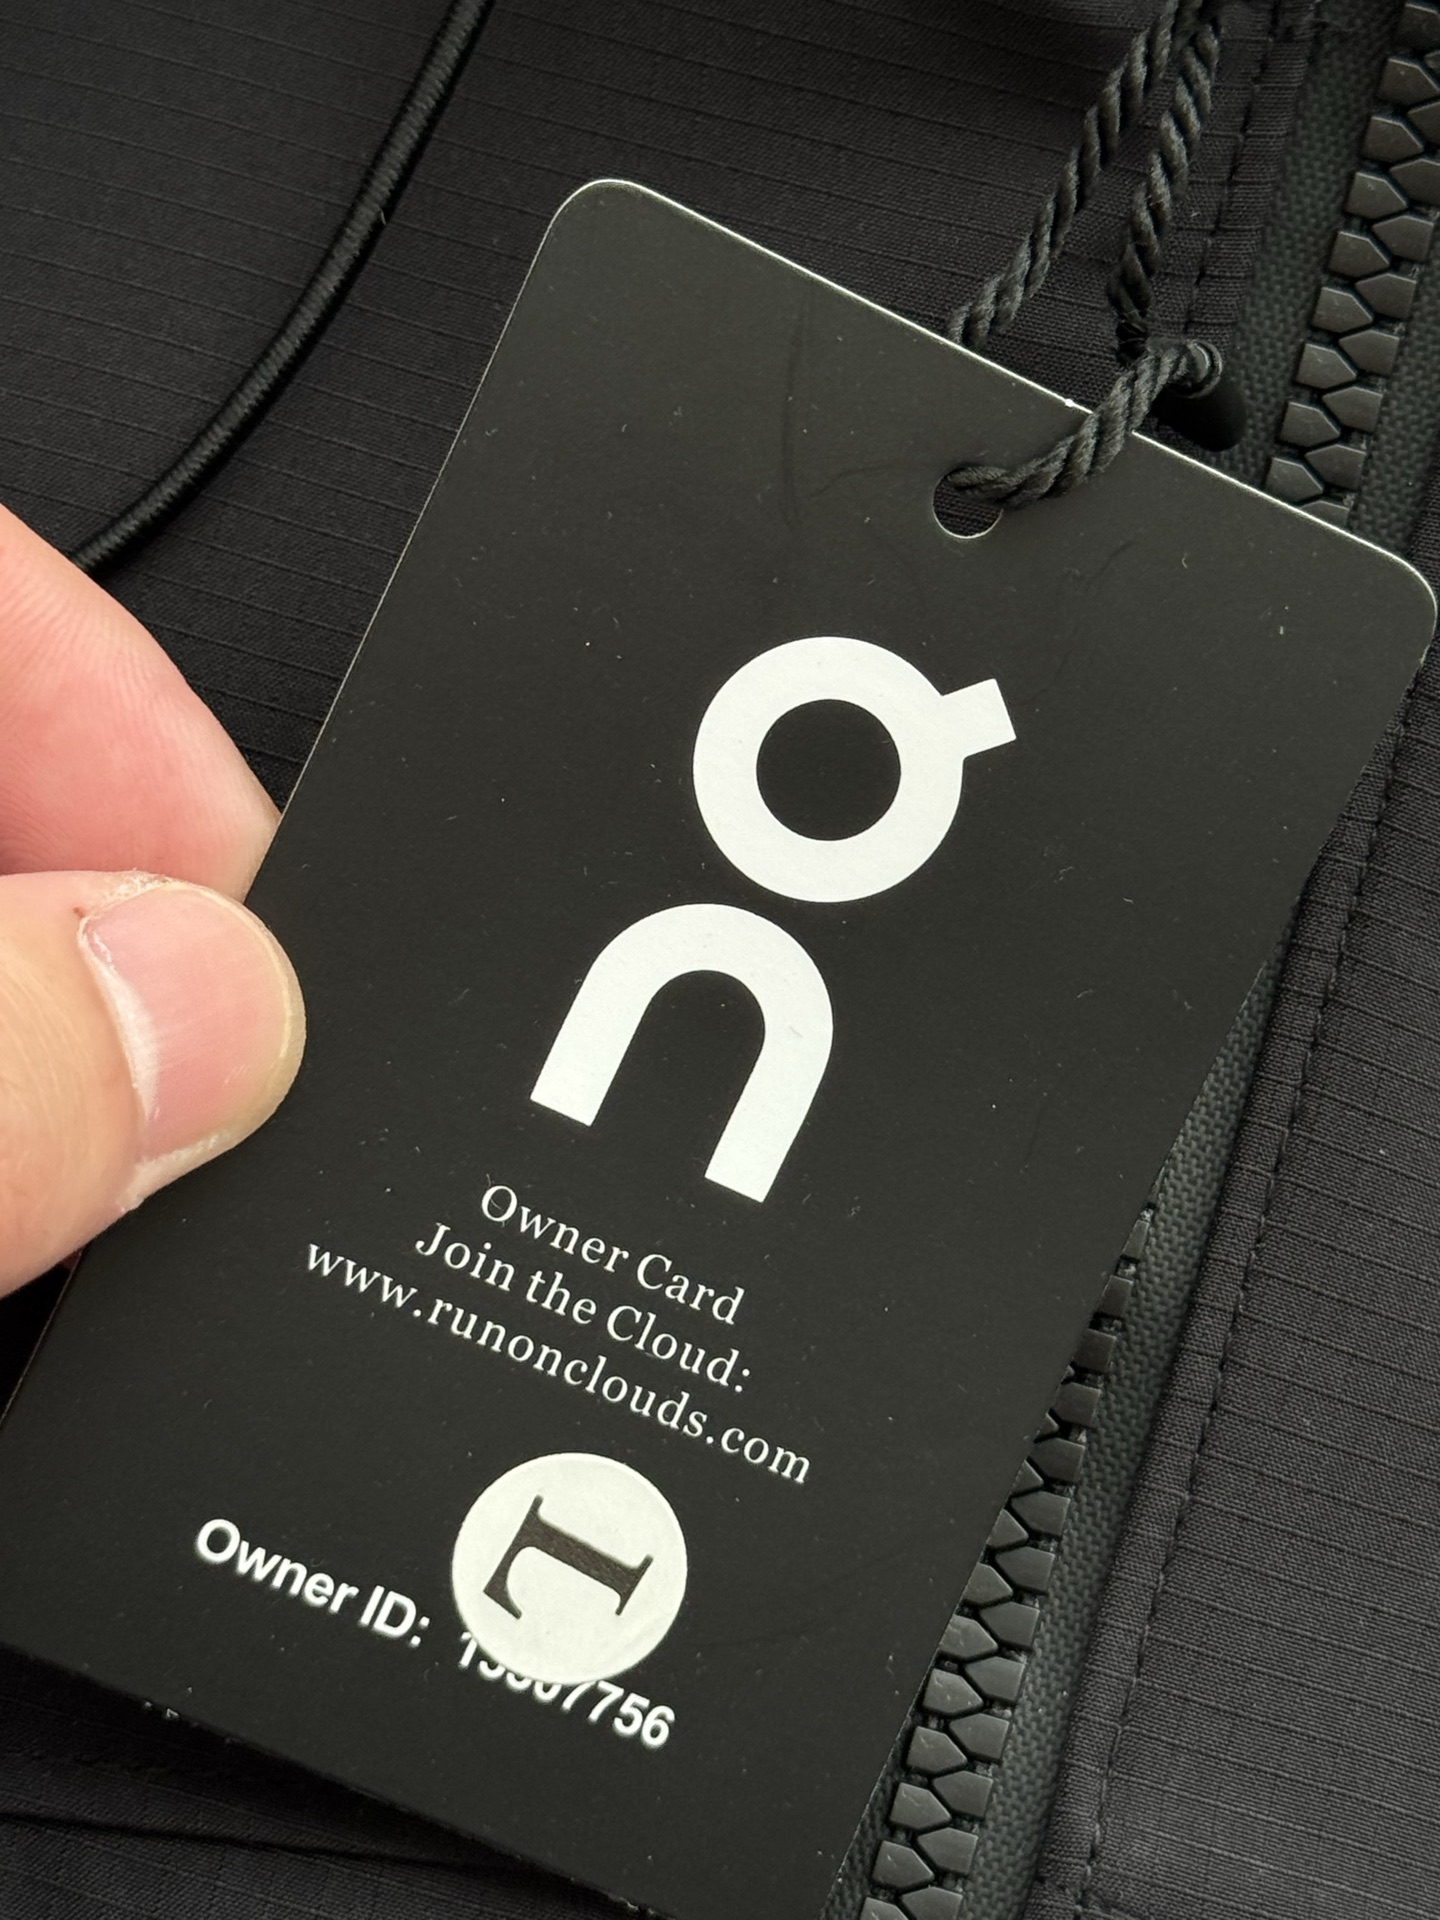 On
Owner Card
Join the Cloud:
www.runonclouds.com
L
Owner ID: